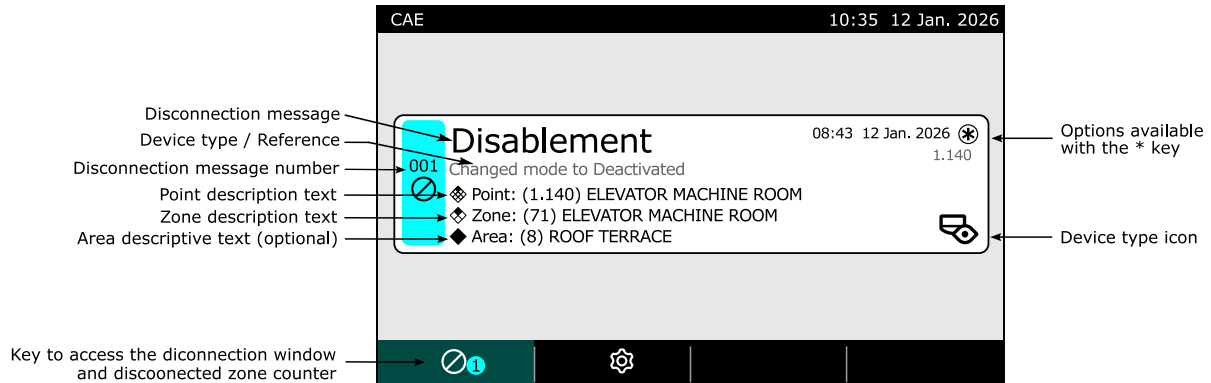 CAE 10:35 12 Jan. 2026
Disconnection message
Device type / Reference
Disconnection message number
Point description text
Zone description text
Area descriptive text (optional)
001
Disablement
Changed mode to Deactivated
Point: (1.140) ELEVATOR MACHINE ROOM
Zone: (71) ELEVATOR MACHINE ROOM
Area: (8) ROOF TERRACE
08:43 12 Jan. 2026
1.140
Options available
with the * key
Device type icon
Key to access the diconnection window
and discoonected zone counter
1